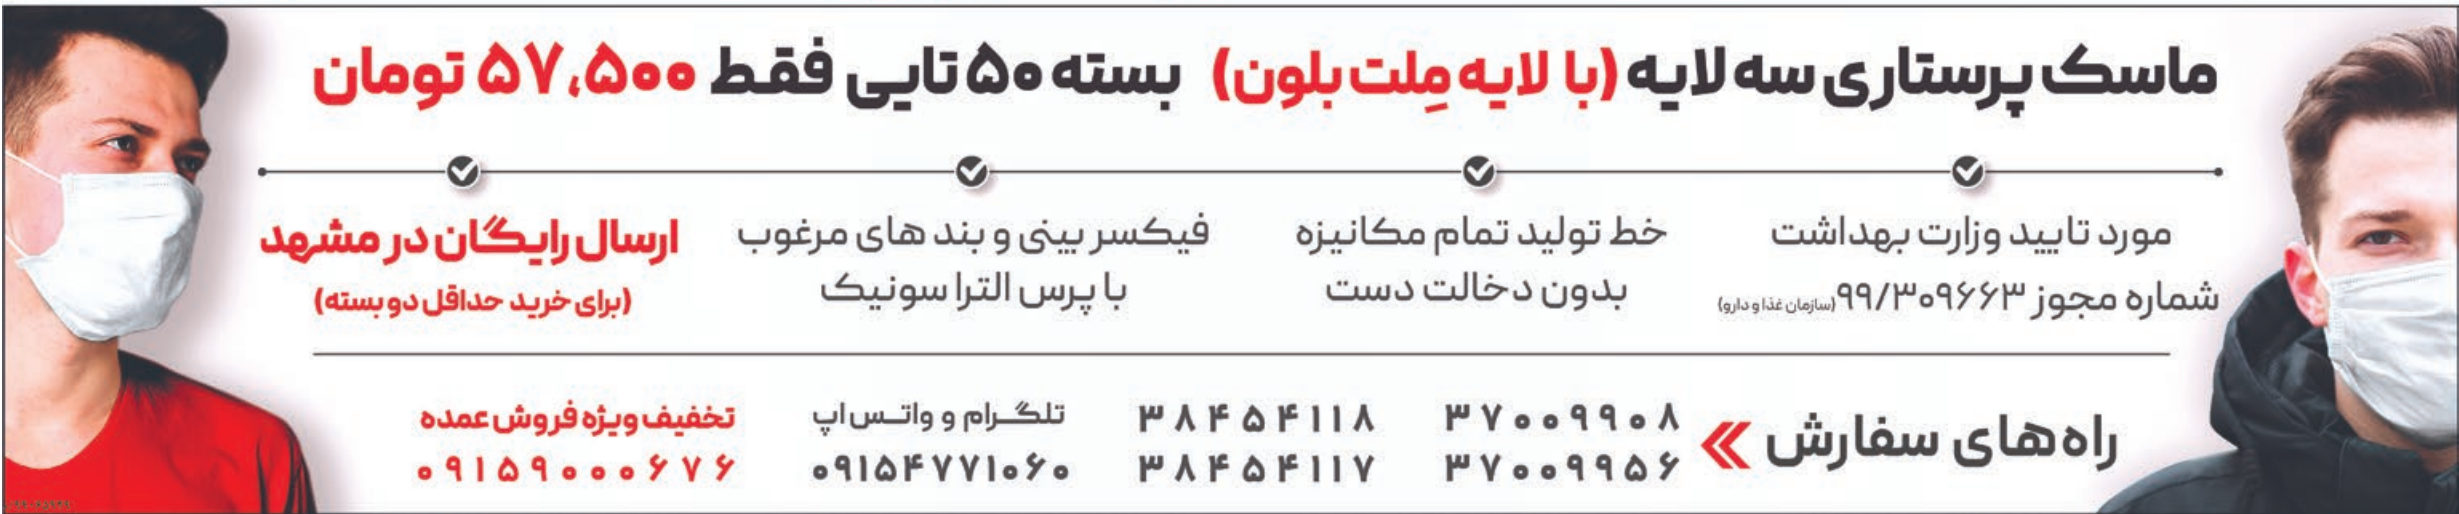 ماسک پرستاری سه لایه (با لایه مِلت بلون) بسته ۵۰ تایی فقط ۵۷،۵۰۰ تومان
مورد تایید وزارت بهداشت
شماره مجوز ۹۹/۳۰۹۶۶۳ (سازمان غذا و دارو)
خط تولید تمام مکانیزه
بدون دخالت دست
فیکسر بینی و بند های مرغوب
با پرس التراسونیک
ارسال رایگان در مشهد
(برای خرید حداقل دو بسته)
راه‌های سفارش
۳۷۰۰۹۹۰۸
۳۷۰۰۹۹۵۶
۳۸۴۵۴۱۱۸
۳۸۴۵۴۱۱۷
تلگرام و واتس اپ
۰۹۱۵۴۷۷۱۰۶۰
تخفیف ویژه فروش عمده
۰۹۱۵۹۰۰۰۶۷۶